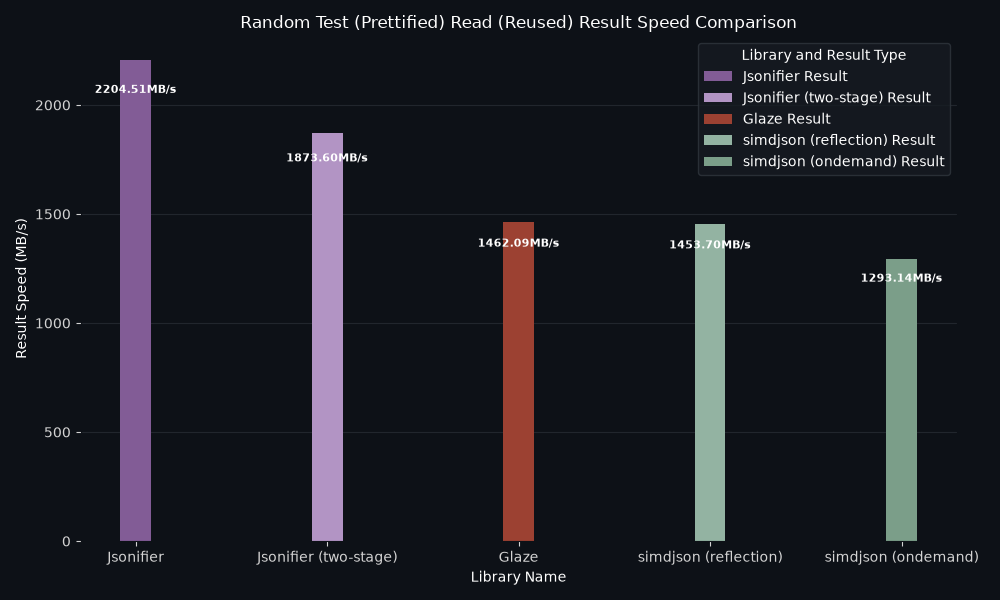 Random Test (Prettified) Read (Reused) Result Speed Comparison
Library and Result Type
Jsonifier Result
Jsonifier (two-stage) Result
Glaze Result
simdjson (reflection) Result
simdjson (ondemand) Result
Result Speed (MB/s)
2000
1500
1000
500
0
2204.51MB/s
1873.60MB/s
1462.09MB/s
1453.70MB/s
1293.14MB/s
Jsonifier
Jsonifier (two-stage)
Glaze
simdjson (reflection)
simdjson (ondemand)
Library Name